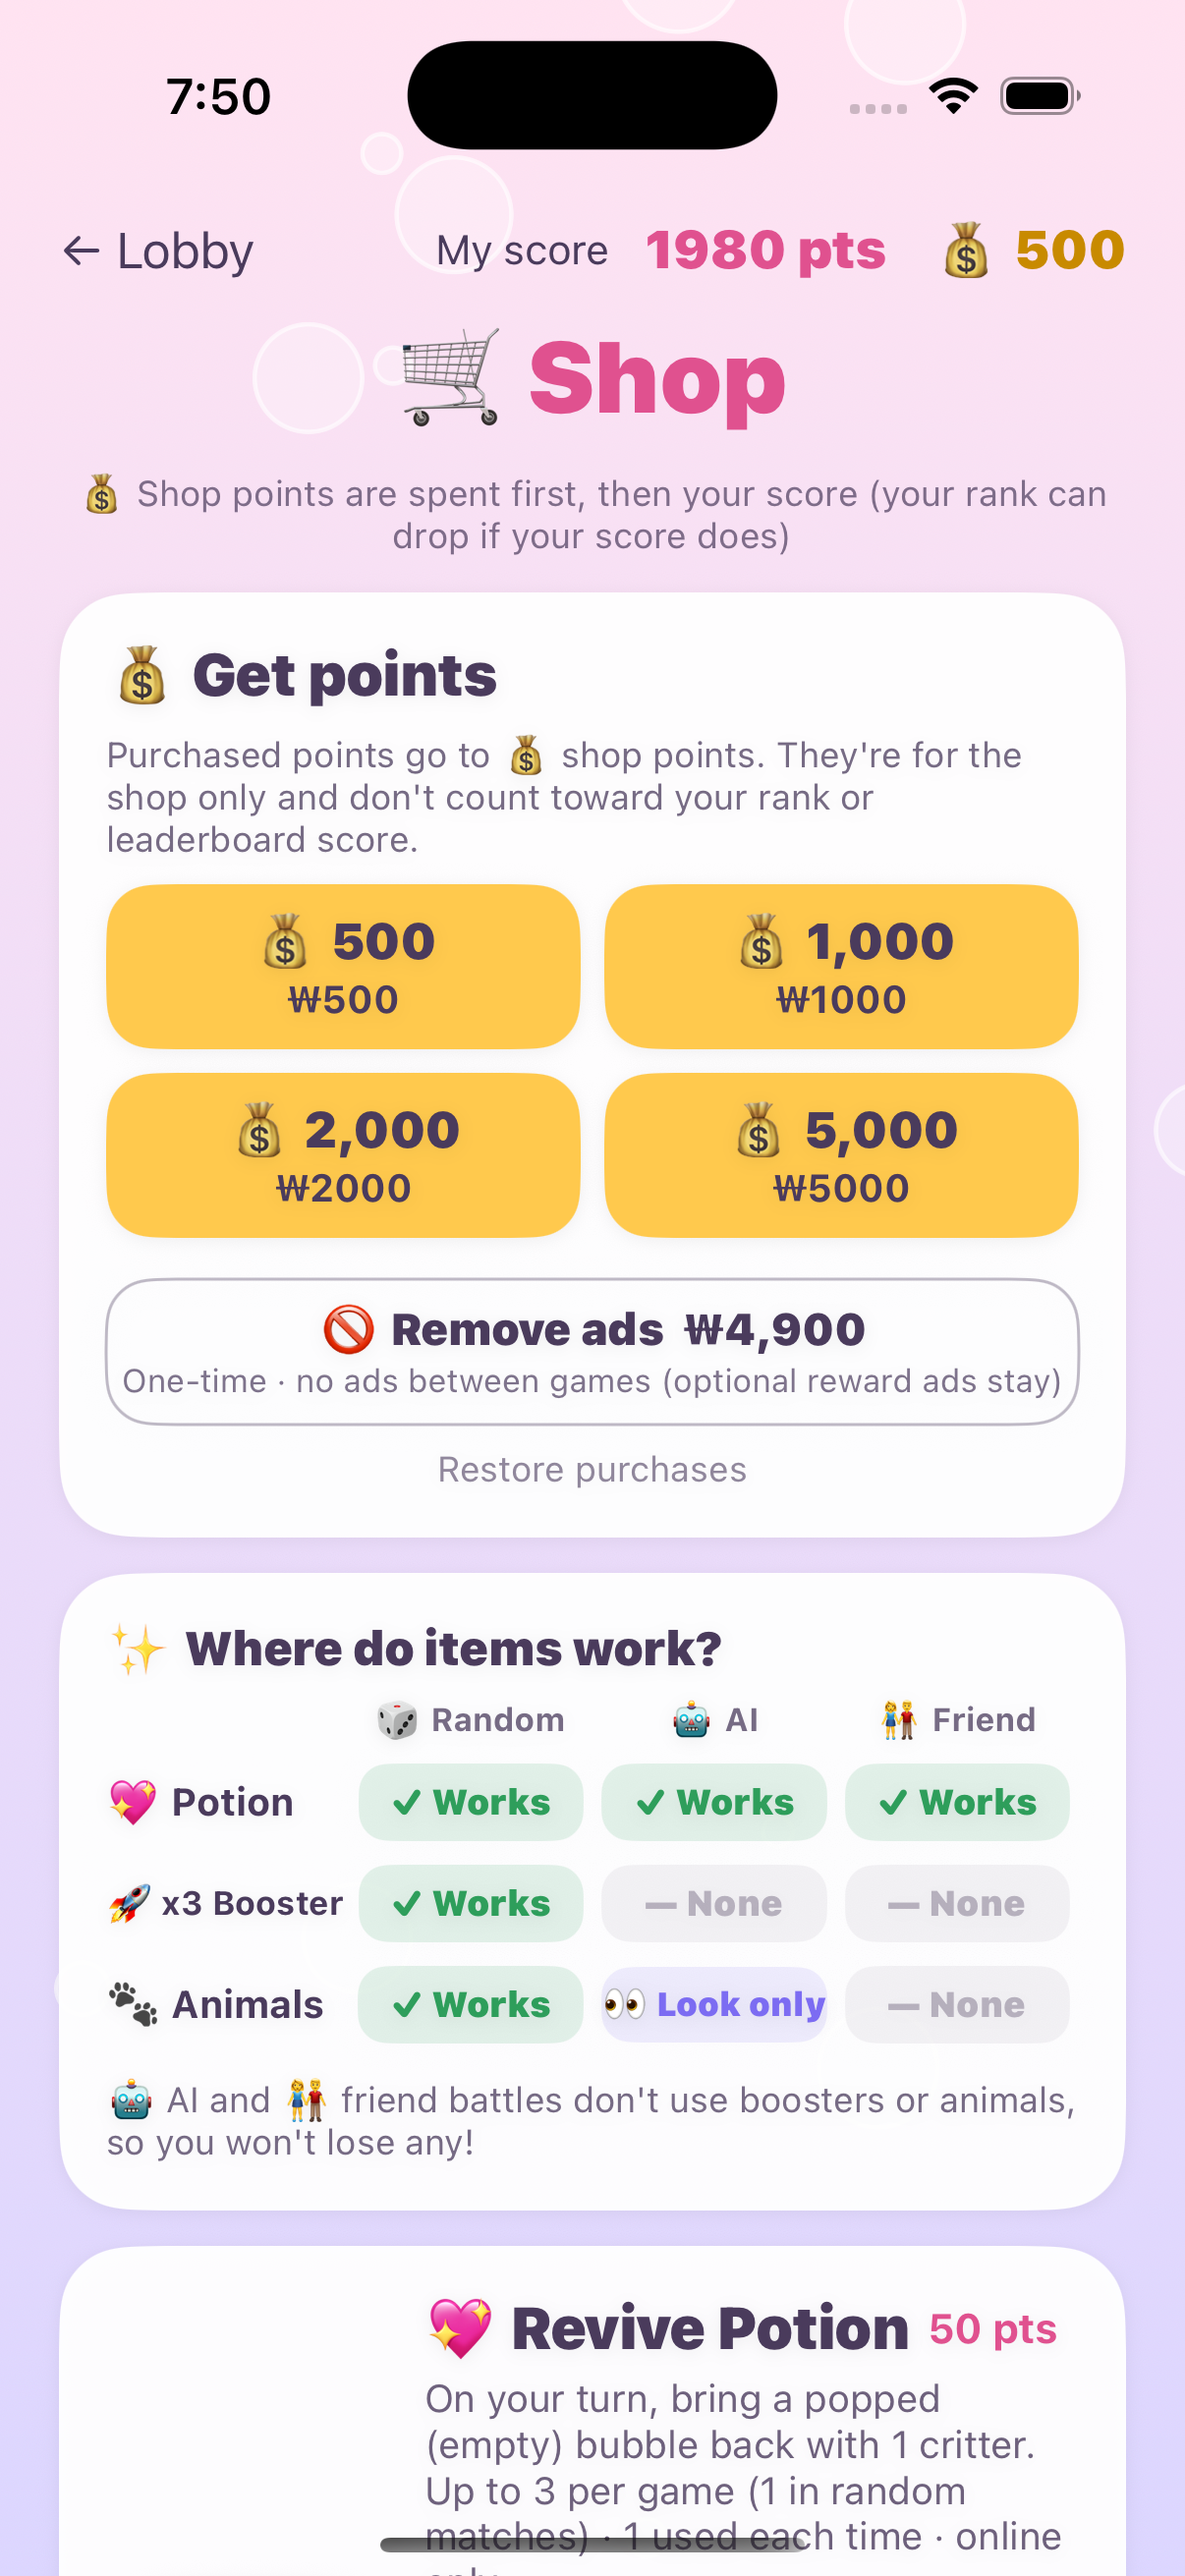 7:50
← Lobby My score 1980 pts 💰 500
🛒 Shop
💰 Shop points are spent first, then your score (your rank can
drop if your score does)
💰 Get points
Purchased points go to 💰 shop points. They're for the
shop only and don't count toward your rank or
leaderboard score.
💰 500
₩500
💰 1,000
₩1000
💰 2,000
₩2000
💰 5,000
₩5000
🚫 Remove ads ₩4,900
One-time · no ads between games (optional reward ads stay)
Restore purchases
✨ Where do items work?
🎲 Random 🤖 AI 👫 Friend
💖 Potion ✓ Works ✓ Works ✓ Works
🚀 x3 Booster ✓ Works — None — None
🐾 Animals ✓ Works 👀 Look only — None
🤖 AI and 👫 friend battles don't use boosters or animals,
so you won't lose any!
💖 Revive Potion 50 pts
On your turn, bring a popped
(empty) bubble back with 1 critter.
Up to 3 per game (1 in random
matches) · 1 used each time · online